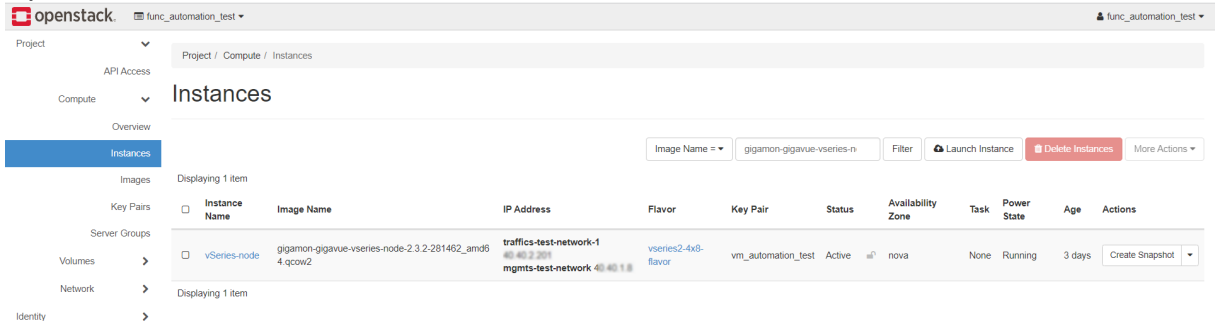 openstack. func_automation_test
func_automation_test
Project
API Access
Compute
Overview
Instances
Images
Key Pairs
Server Groups
Volumes
Network
Identity
Project / Compute / Instances
Instances
Image Name = gigamon-gigavue-vseries-n Filter Launch Instance Delete Instances More Actions
Displaying 1 item
Instance Name Image Name IP Address Flavor Key Pair Status Availability Zone Task Power State Age Actions
vSeries-node
gigamon-gigavue-vseries-node-2.3.2-281462_amd6
4.qcow2
traffics-test-network-1
mgmts-test-network
vseries2-4x8-
flavor
vm_automation_test Active nova None Running 3 days Create Snapshot
Displaying 1 item